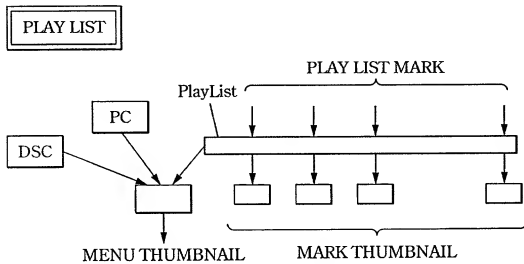 PLAY LIST
PLAY LIST MARK
PlayList
PC
DSC
MENU THUMBNAIL
MARK THUMBNAIL